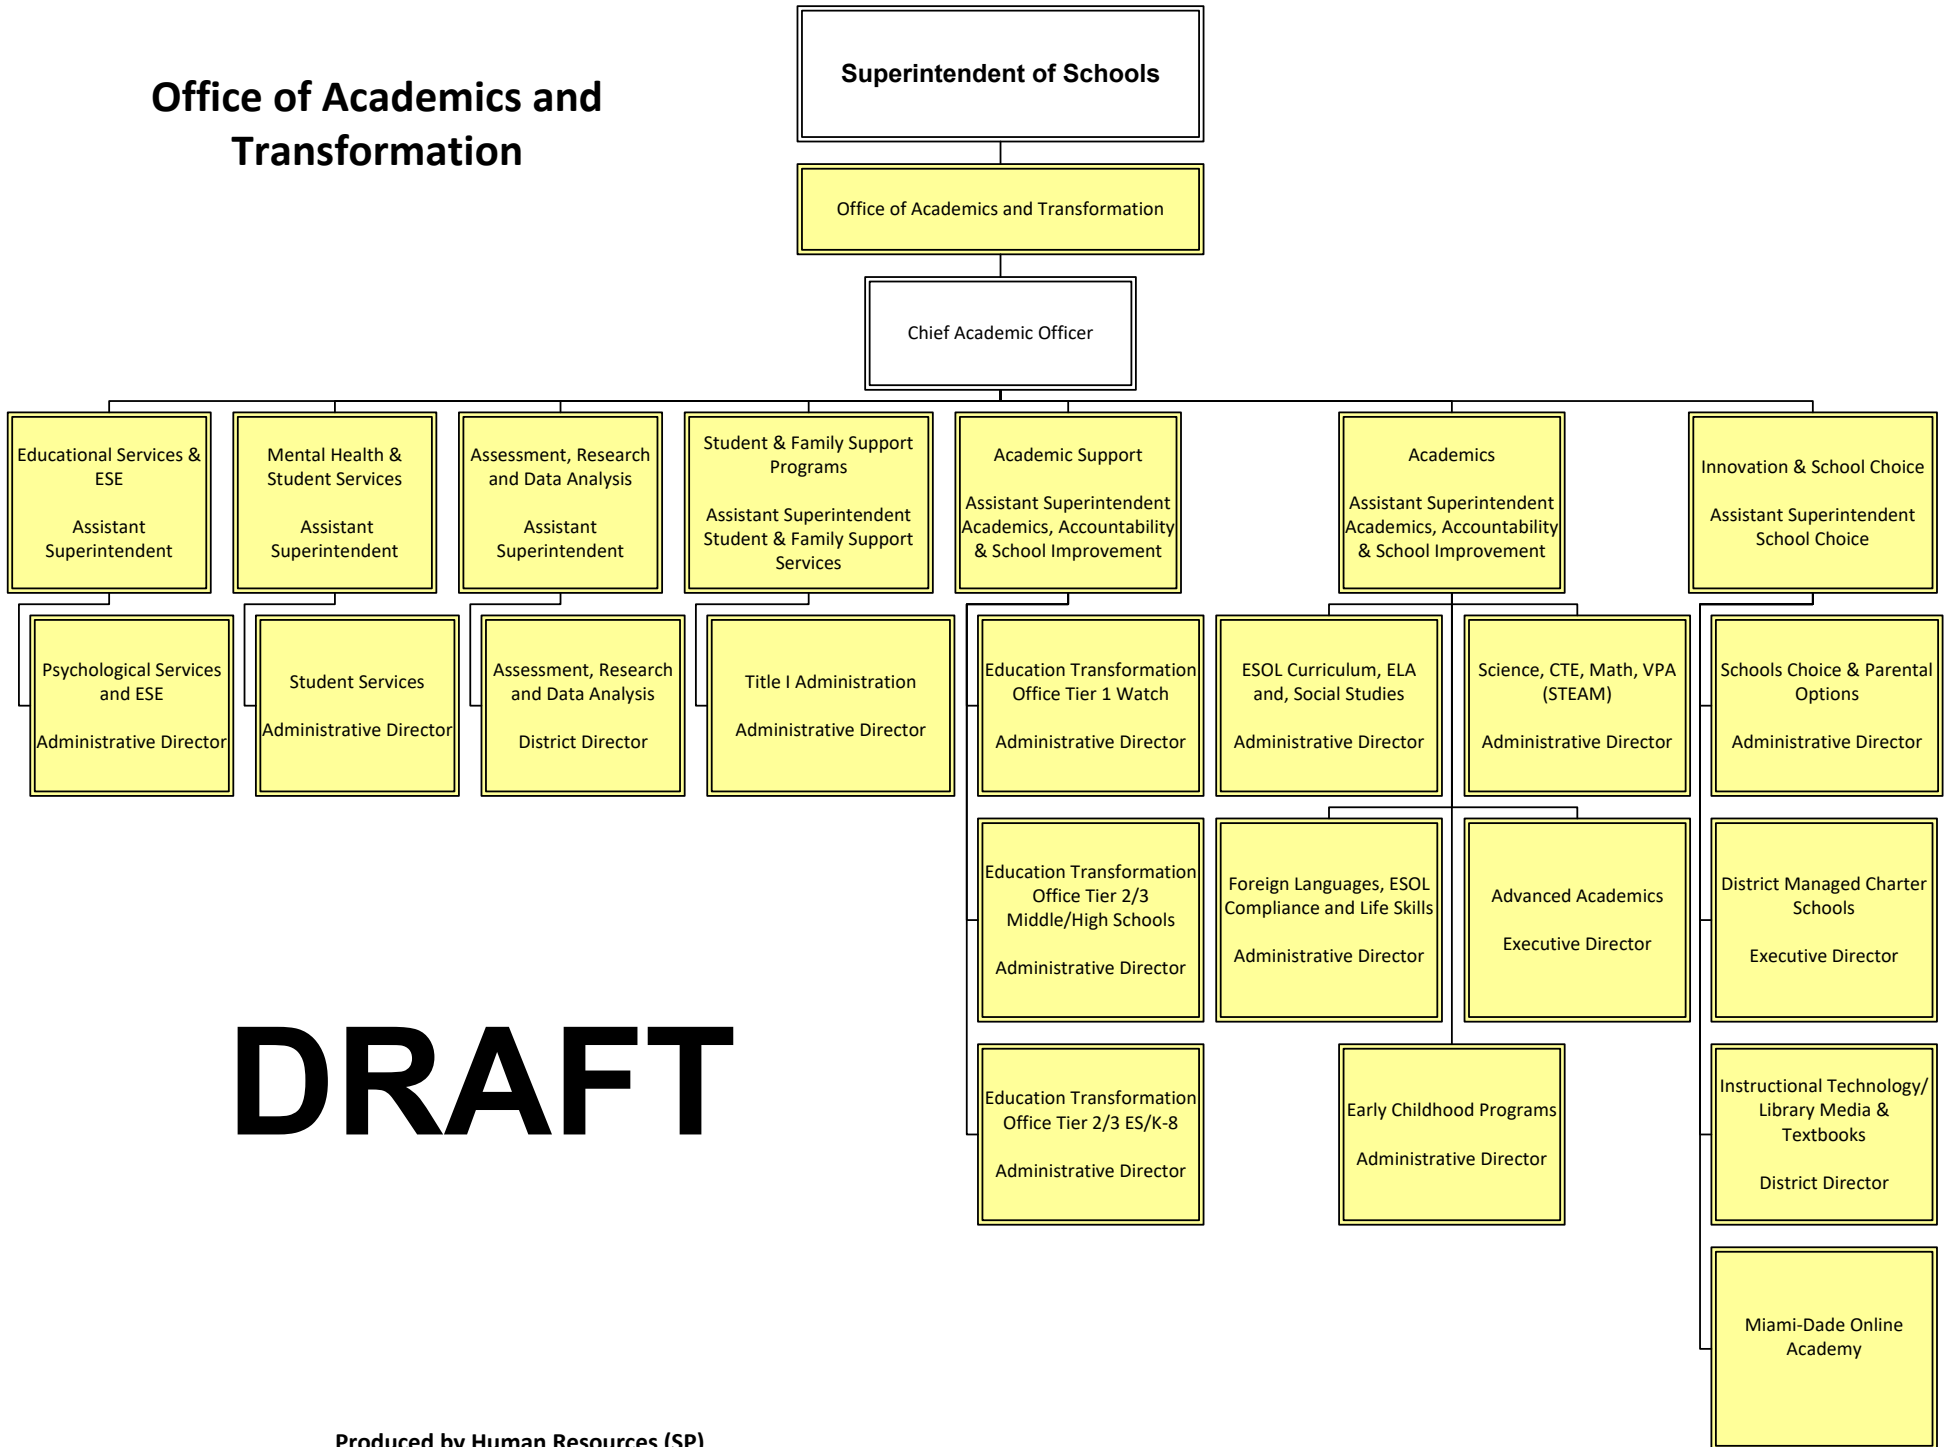 Office of Academics and
Transformation
Superintendent of Schools
Office of Academics and Transformation
Chief Academic Officer
Educational Services &
ESE
Assistant
Superintendent
Mental Health &
Student Services
Assistant
Superintendent
Assessment, Research
and Data Analysis
Assistant
Superintendent
Student & Family Support
Programs
Assistant Superintendent
Student & Family Support
Services
Academic Support
Assistant Superintendent
Academics, Accountability
& School Improvement
Academics
Assistant Superintendent
Academics, Accountability
& School Improvement
Innovation & School Choice
Assistant Superintendent
School Choice
Psychological Services
and ESE
Administrative Director
Student Services
Administrative Director
Assessment, Research
and Data Analysis
District Director
Title I Administration
Administrative Director
Education Transformation
Office Tier 1 Watch
Administrative Director
ESOL Curriculum, ELA
and, Social Studies
Administrative Director
Science, CTE, Math, VPA
(STEAM)
Administrative Director
Schools Choice & Parental
Options
Administrative Director
Education Transformation
Office Tier 2/3
Middle/High Schools
Administrative Director
Foreign Languages, ESOL
Compliance and Life Skills
Administrative Director
Advanced Academics
Executive Director
District Managed Charter
Schools
Executive Director
Education Transformation
Office Tier 2/3 ES/K-8
Administrative Director
Early Childhood Programs
Administrative Director
Instructional Technology/
Library Media &
Textbooks
District Director
Miami-Dade Online
Academy
DRAFT
Produced by Human Resources (SP)